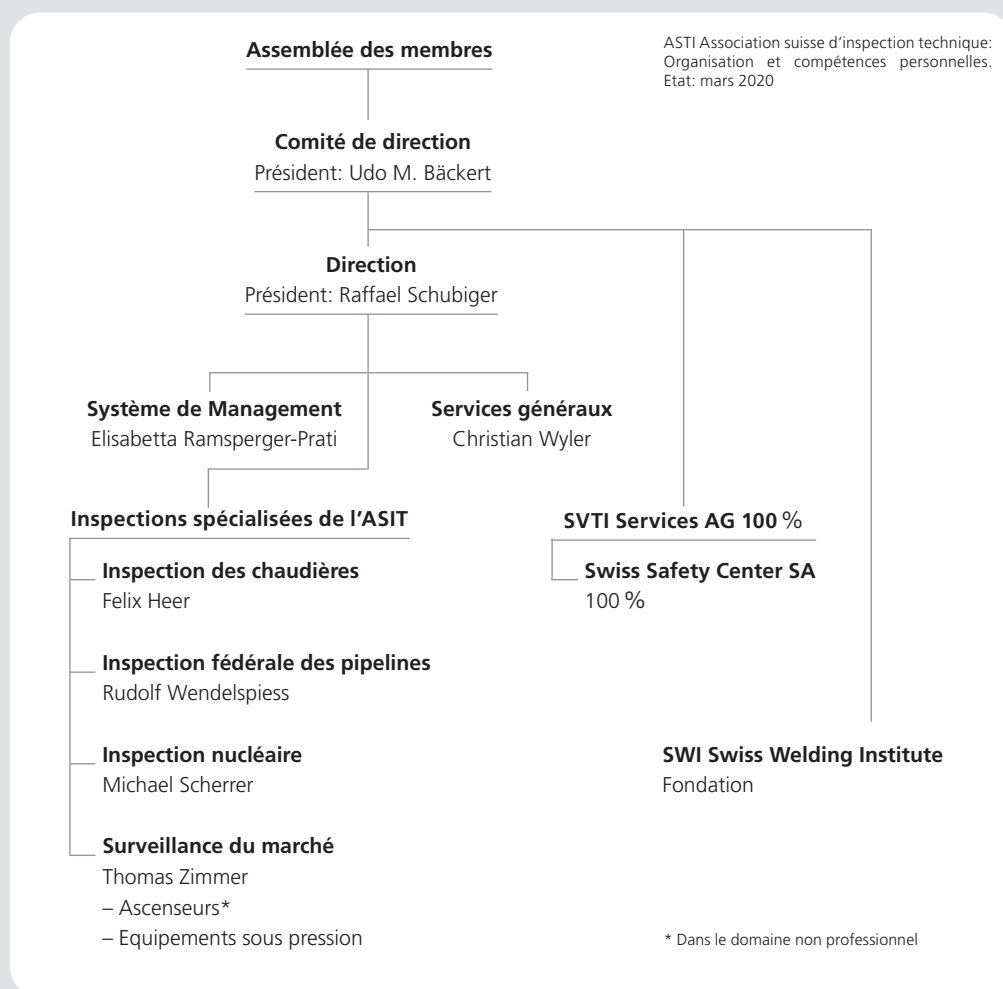 Assemblée des membres
ASTI Association suisse d'inspection technique:
Organisation et compétences personnelles.
Etat: mars 2020
Comité de direction
Président: Udo M. Bäckert
Direction
Président: Raffael Schubiger
Système de Management
Elisabetta Ramsperger-Prati
Services généraux
Christian Wyler
Inspections spécialisées de l'ASIT
Inspection des chaudières
Felix Heer
Inspection fédérale des pipelines
Rudolf Wendelspiess
Inspection nucléaire
Michael Scherrer
Surveillance du marché
Thomas Zimmer
– Ascenseurs*
– Equipements sous pression
SVTI Services AG 100 %
Swiss Safety Center SA
100 %
SWI Swiss Welding Institute
Fondation
* Dans le domaine non professionnel